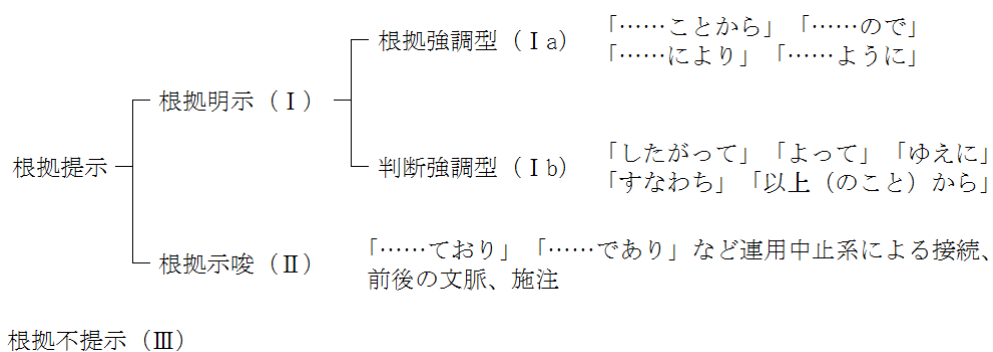 根拠強調型（Ⅰa）　「……ことから」「……ので」
「……により」「……ように」
根拠明示（Ⅰ）
根拠提示
判断強調型（Ⅰb）　「したがって」「よって」「ゆえに」
「すなわち」「以上（のこと）から」
根拠示唆（Ⅱ）　「……ており」「……であり」など連用中止系による接続、
前後の文脈、施注
根拠不提示（Ⅲ）